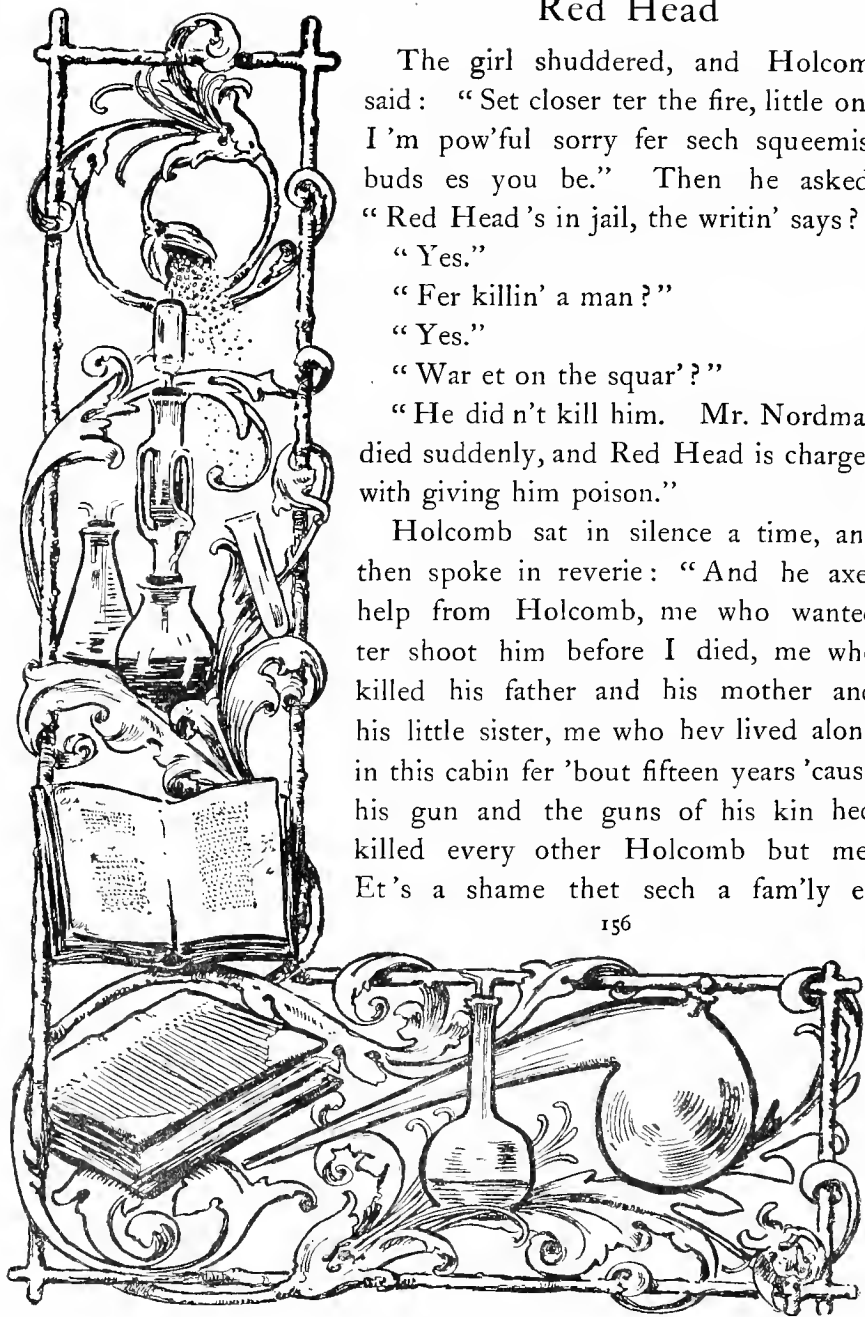 Red Head
The girl shuddered, and Holcom
said : “ Set closer ter the fire, little on
I 'm pow'ful sorry fer sech squeemis
buds es you be.” Then he asked
“ Red Head 's in jail, the writin' says ?
“ Yes.”
“ Fer killin' a man ? ”
“ Yes.”
“ War et on the squar' ? ”
“ He did n't kill him. Mr. Nordma
died suddenly, and Red Head is charge
with giving him poison.”
Holcomb sat in silence a time, an
then spoke in reverie : “ And he axe
help from Holcomb, me who wante
ter shoot him before I died, me wh
killed his father and his mother and
his little sister, me who hev lived alon
in this cabin fer 'bout fifteen years 'caus
his gun and the guns of his kin hed
killed every other Holcomb but me
Et 's a shame thet sech a fam'ly e
156